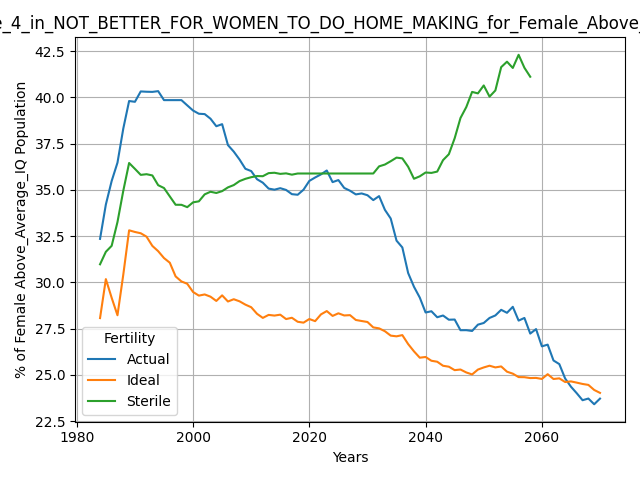 _4_in_NOT_BETTER_FOR_WOMEN_TO_DO_HOME_MAKING_for_Female_Above_
% of Female Above_Average_IQ Population
42.5
40.0
37.5
35.0
32.5
30.0
27.5
25.0
22.5
Fertility
Actual
Ideal
Sterile
1980 2000 2020 2040 2060
Years